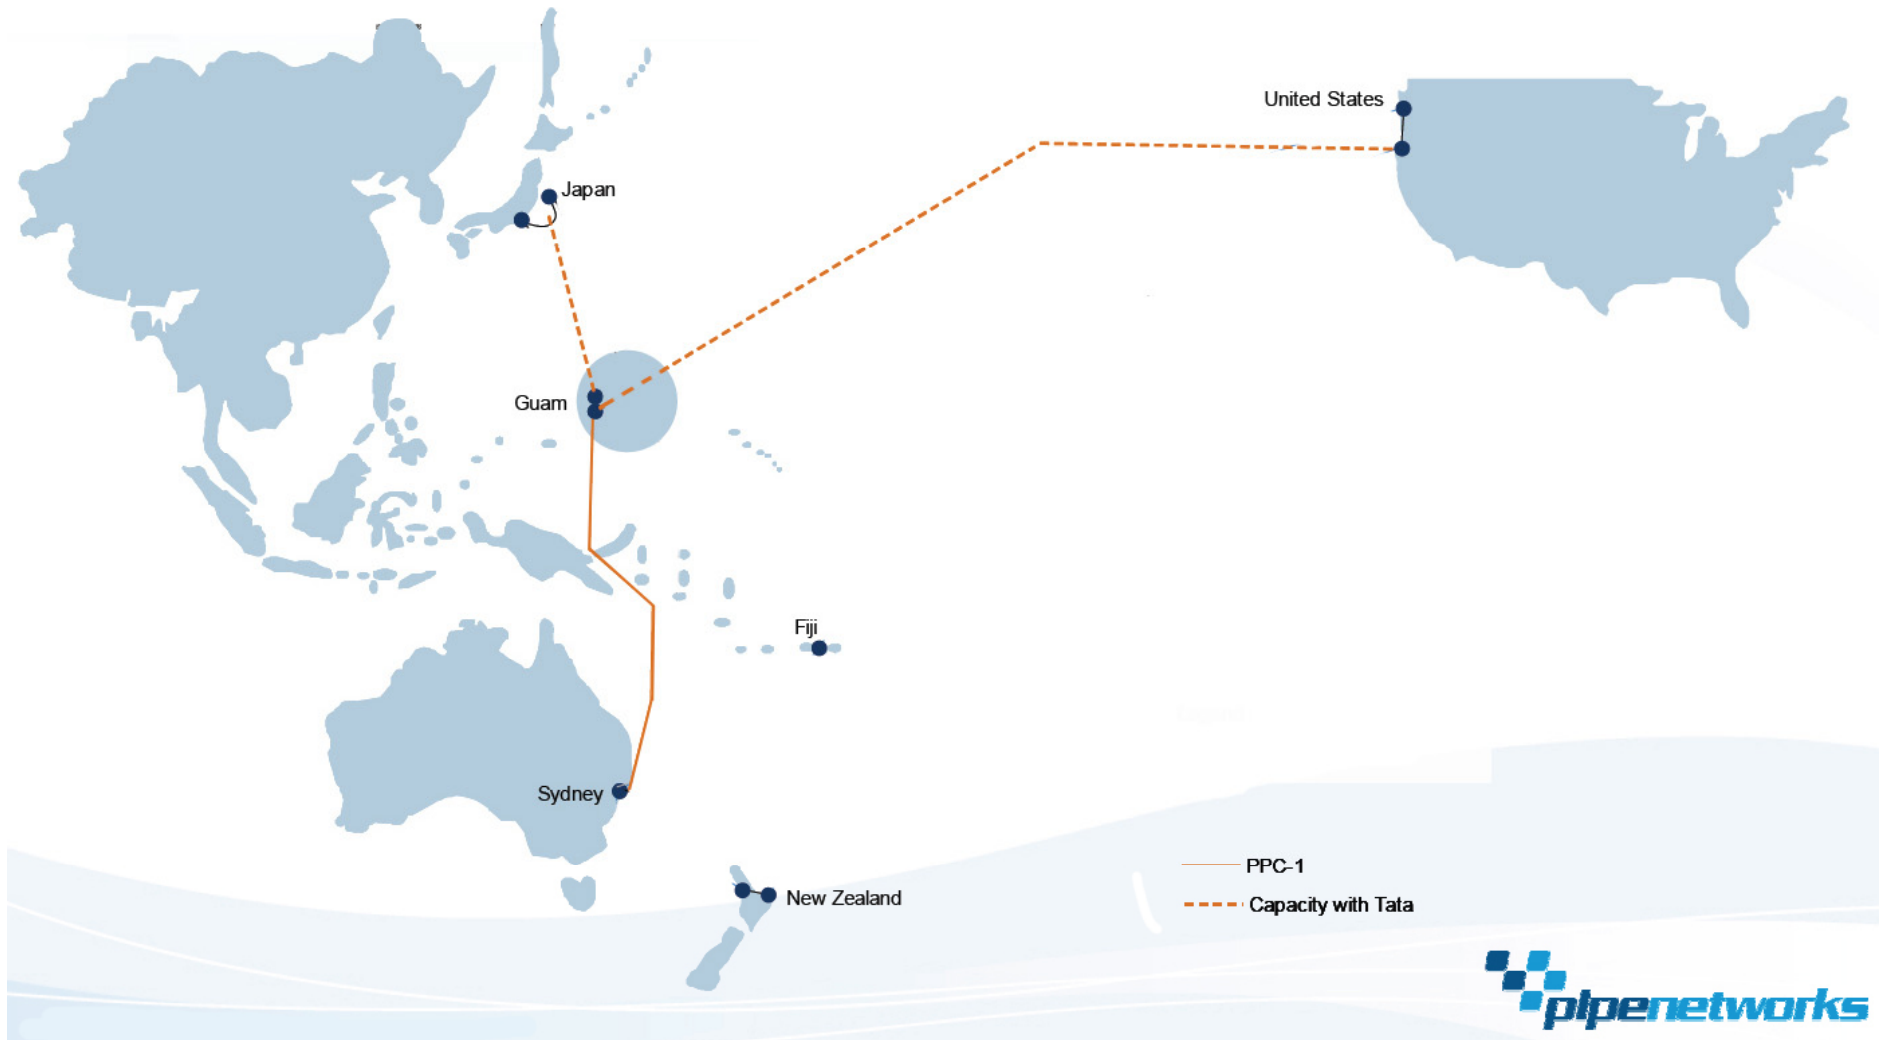 United States
Japan
Guam
Fiji
Sydney
New Zealand
PPC-1
Capacity with Tata
pipenetworks